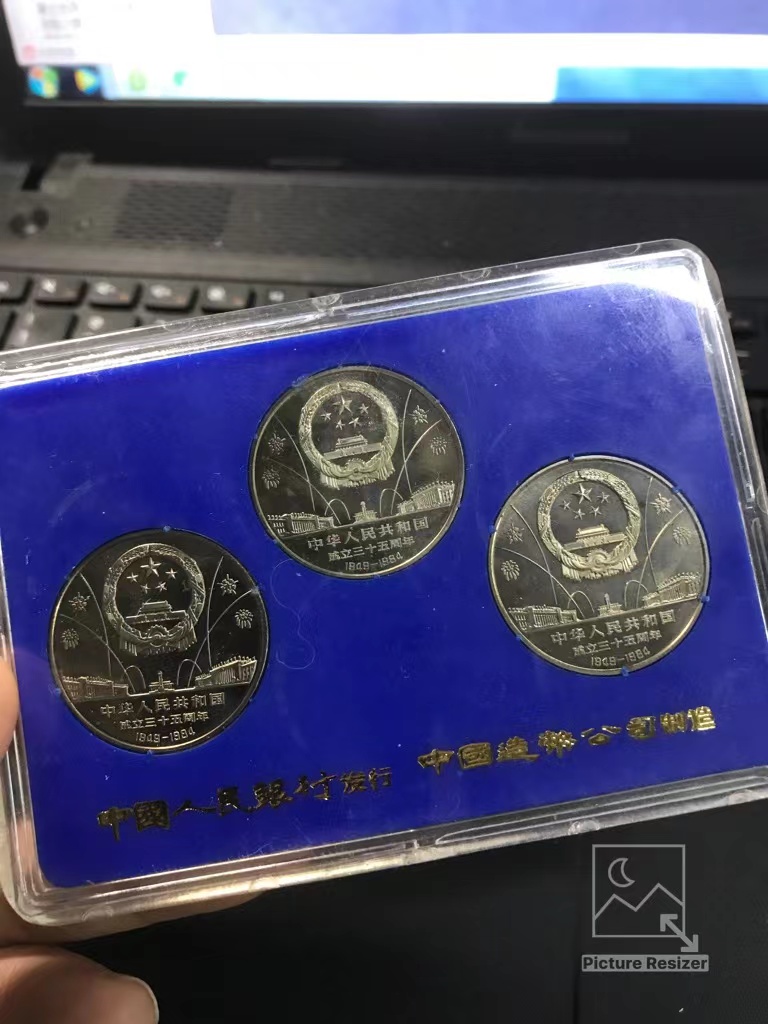 中华人民共和国
成立三十五周年
1949-1984
中华人民共和国
成立三十五周年
1949-1984
中华人民共和国
成立三十五周年
1949-1984
中國人民銀行发行 中國造幣公司制造
Picture Resizer